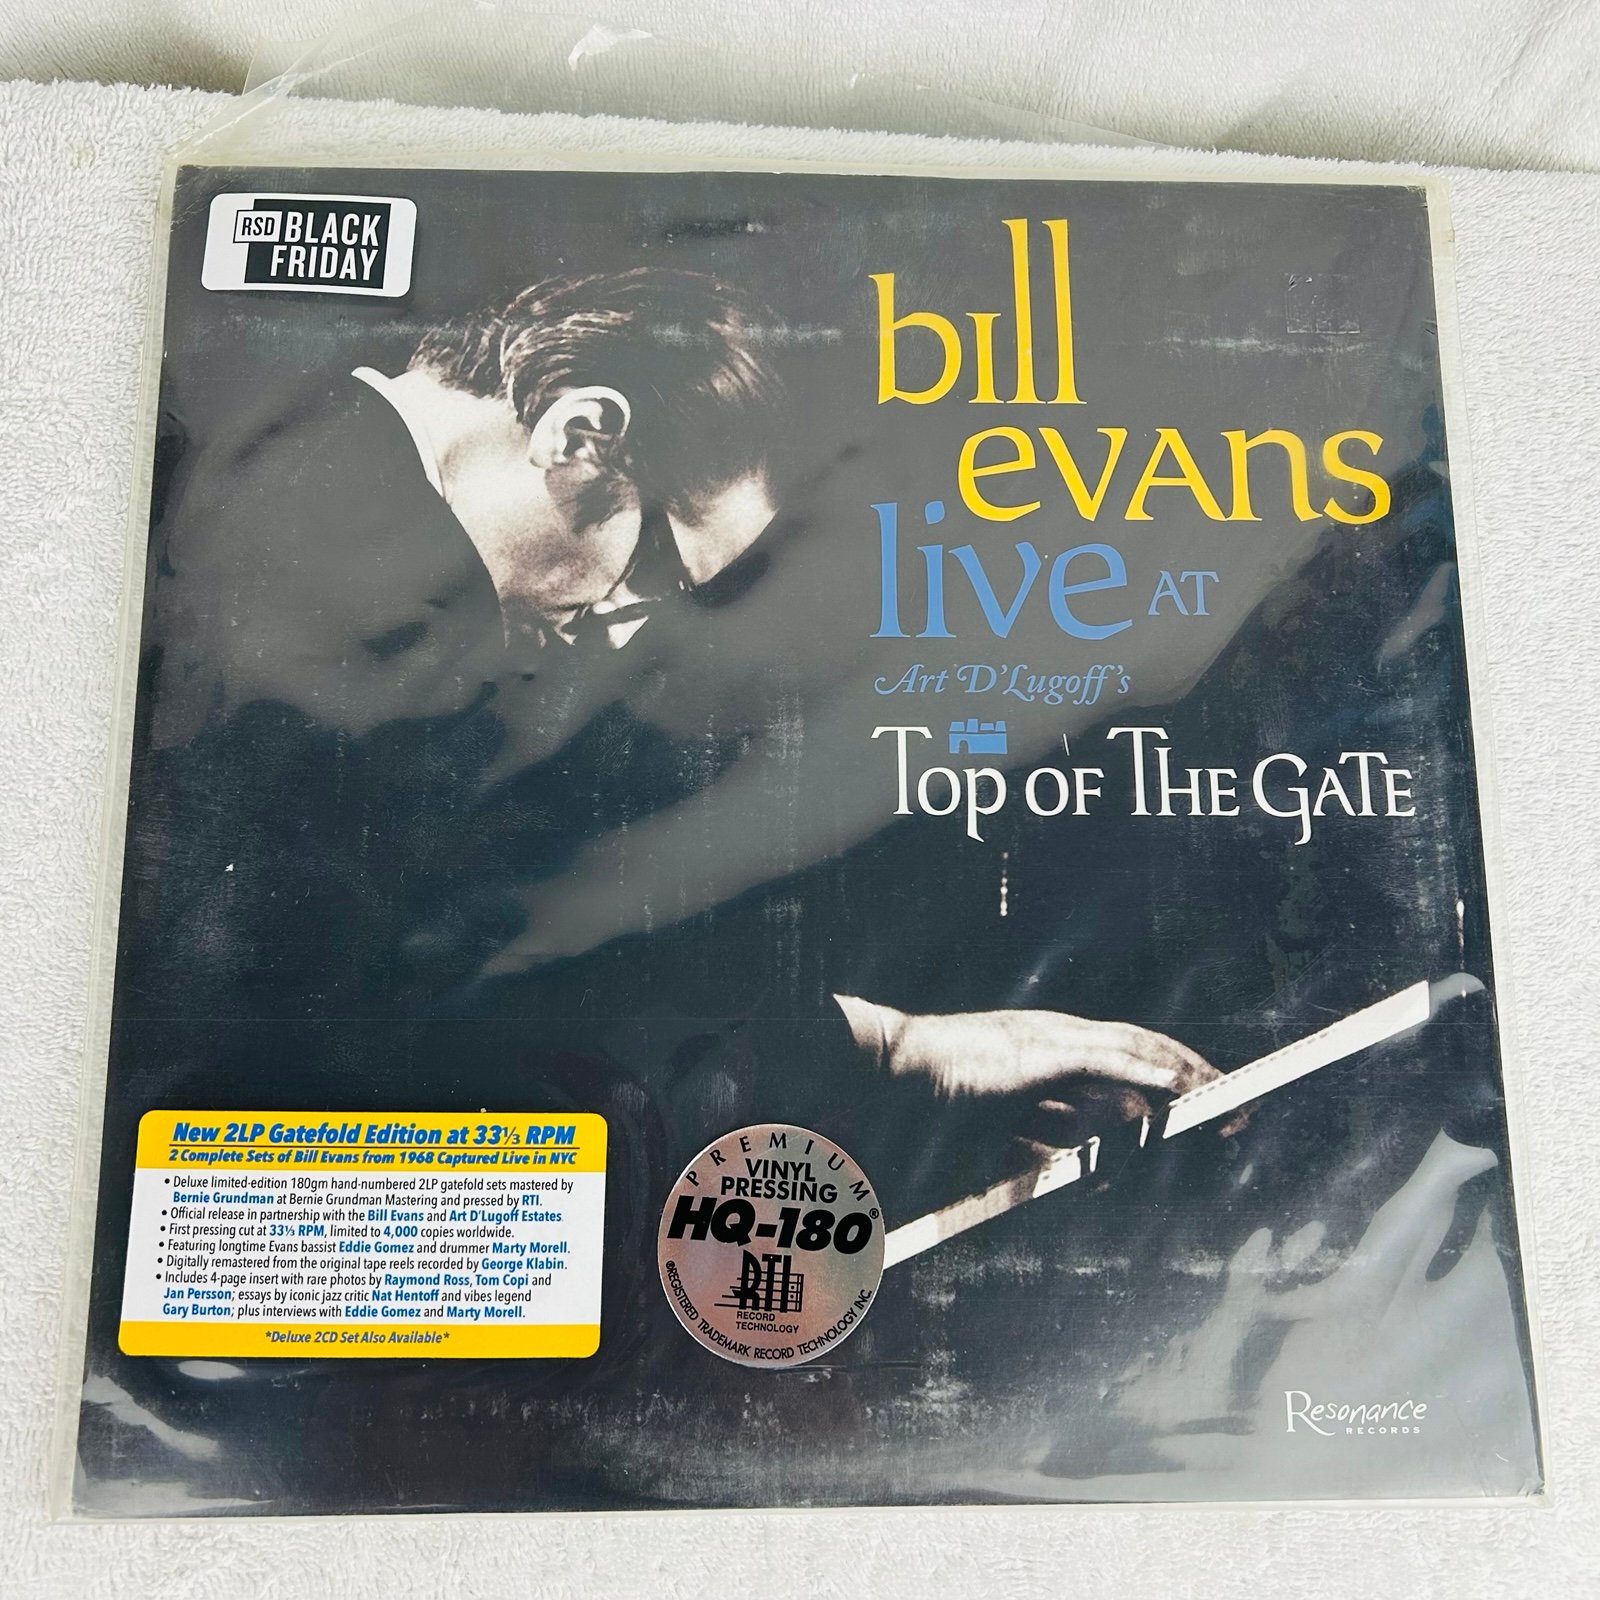 RSD BLACK
FRIDAY
bill
evans
live AT
Art D'Lugoff's
Top of The Gate
New 2LP Gatefold Edition at 33⅓ RPM
2 Complete Sets of Bill Evans from 1968 Captured Live in NYC
• Deluxe limited-edition 180gm hand-numbered 2LP gatefold sets mastered by
Bernie Grundman at Bernie Grundman Mastering and pressed by RTI.
• Official release in partnership with the Bill Evans and Art D'Lugoff Estates
• First pressing cut at 33⅓ RPM, limited to 4,000 copies worldwide.
• Featuring longtime Evans bassist Eddie Gomez and drummer Marty Morell.
• Digitally remastered from the original tape reels recorded by George Klabin.
• Includes 4-page insert with rare photos by Raymond Ross, Tom Copi and
Jan Persson; essays by iconic jazz critic Nat Hentoff and vibes legend
Gary Burton; plus interviews with Eddie Gomez and Marty Morell.
*Deluxe 2CD Set Also Available*
PREMIUM
VINYL
PRESSING
HQ-180®
RTI
RECORD
TECHNOLOGY
®REGISTERED TRADEMARK RECORD TECHNOLOGY INC.
Resonance
RECORDS